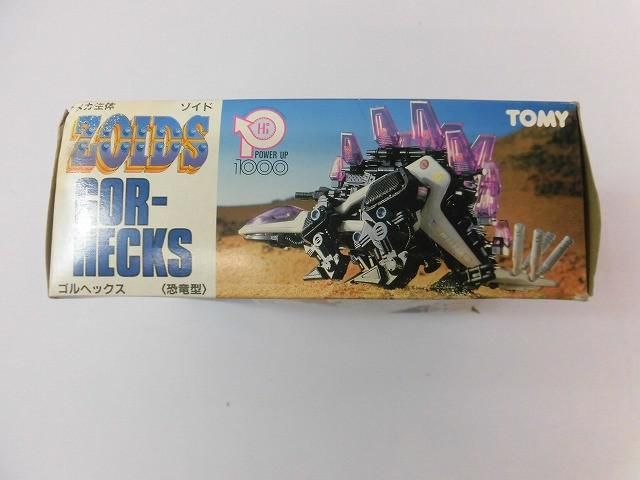 メカ生体 ゾイド
ZOIDS
GOR-
HECKS
ゴルヘックス 〈恐竜型〉
Hi
P
POWER UP
1000
TOMY